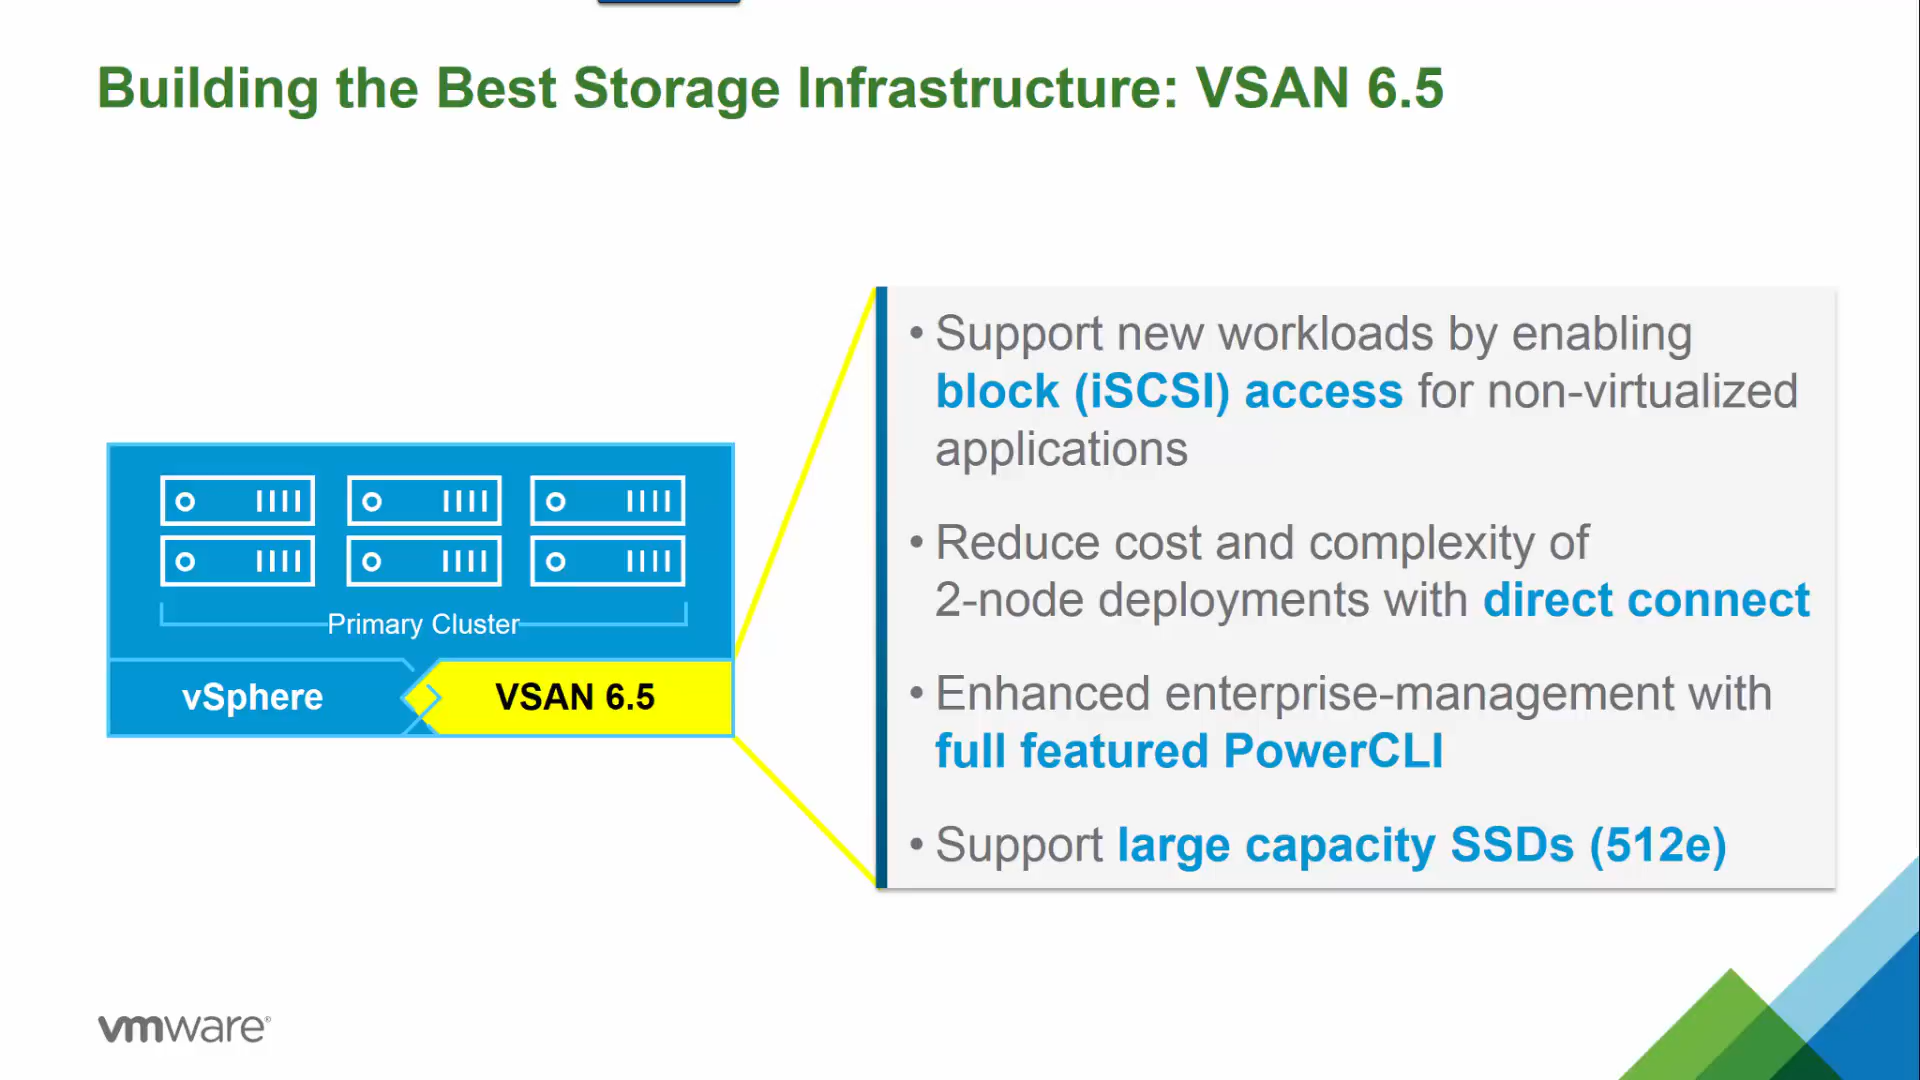 Building the Best Storage Infrastructure: VSAN 6.5
Primary Cluster
vSphere
VSAN 6.5
• Support new workloads by enabling
block (iSCSI) access for non-virtualized
applications
• Reduce cost and complexity of
2-node deployments with direct connect
• Enhanced enterprise-management with
full featured PowerCLI
• Support large capacity SSDs (512e)
vmware®